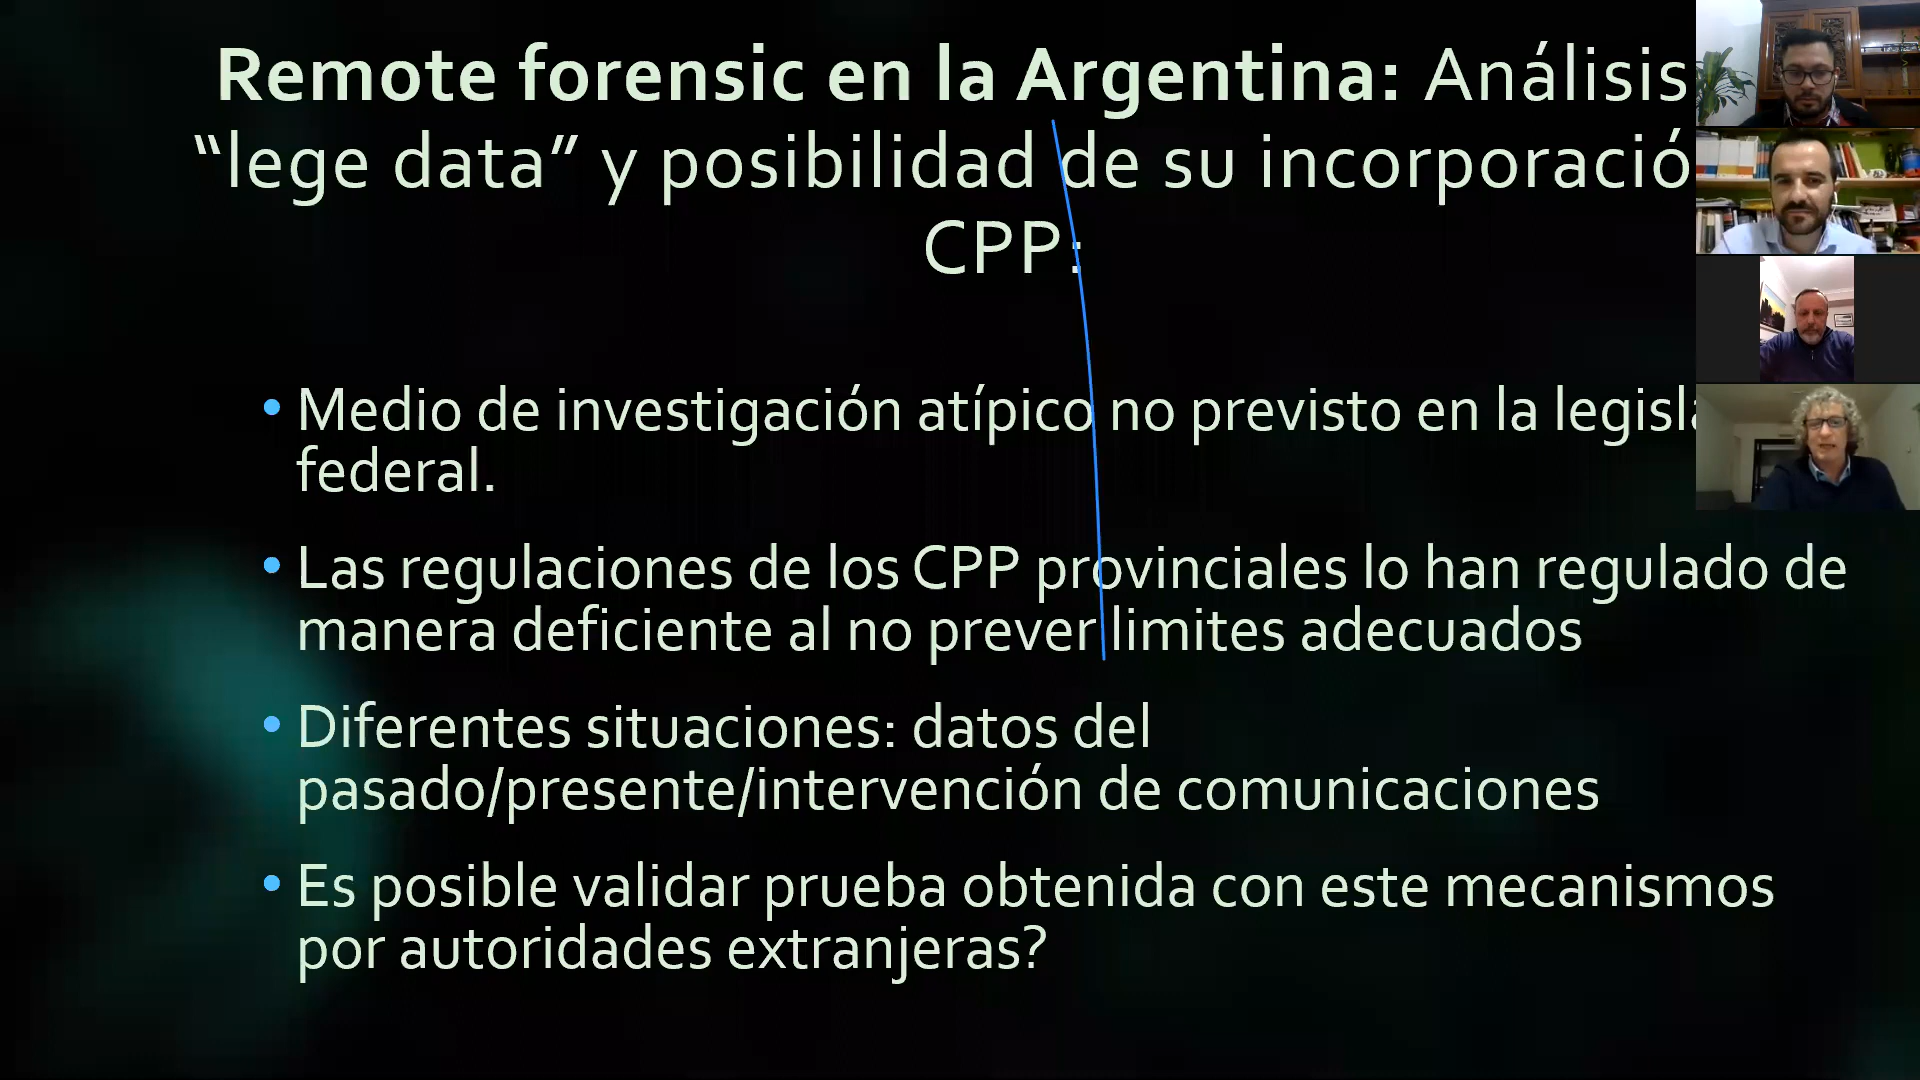 Remote forensic en la Argentina: Análisis
“lege data” y posibilidad de su incorporació
CPP:
• Medio de investigación atípico no previsto en la legisla
federal.
• Las regulaciones de los CPP provinciales lo han regulado de
manera deficiente al no prever limites adecuados
• Diferentes situaciones: datos del
pasado/presente/intervención de comunicaciones
• Es posible validar prueba obtenida con este mecanismos
por autoridades extranjeras?